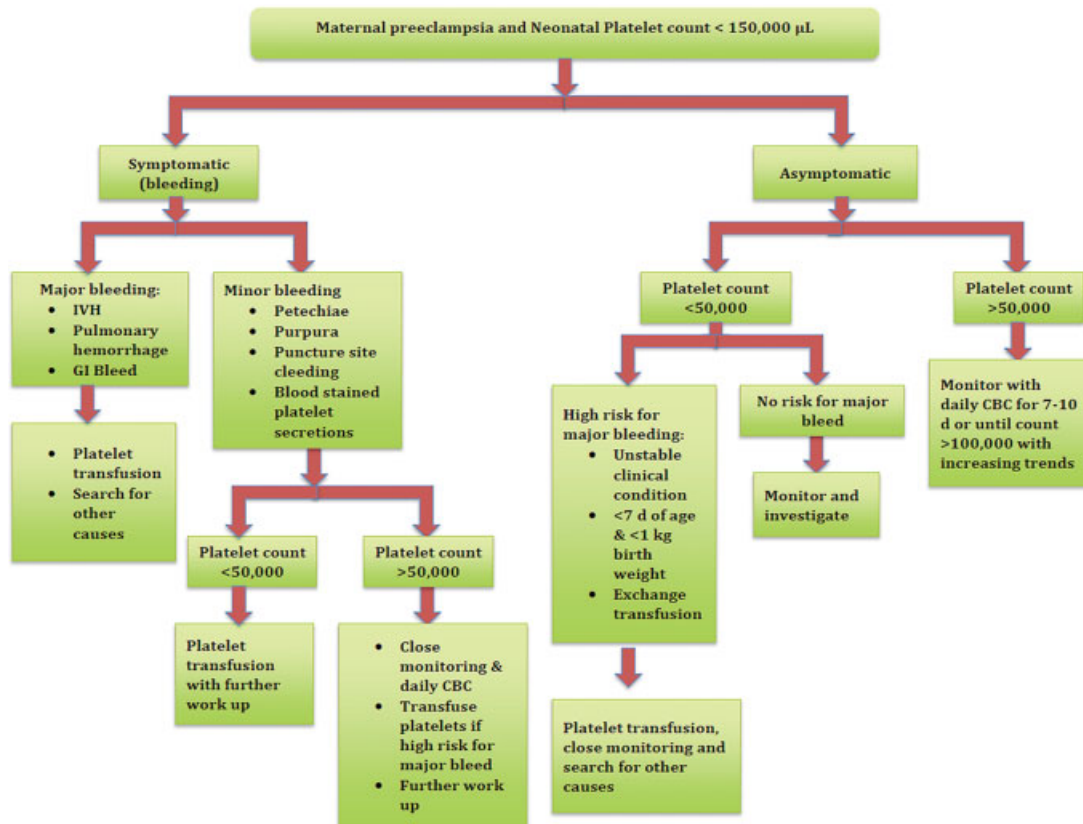 Maternal preeclampsia and Neonatal Platelet count < 150,000 µL
Symptomatic
(bleeding)
Asymptomatic
Major bleeding:
• IVH
• Pulmonary
hemorrhage
• GI Bleed
Minor bleeding
• Petechiae
• Purpura
• Puncture site
cleeding
• Blood stained
platelet
secretions
Platelet count
<50,000
Platelet count
>50,000
• Platelet
transfusion
• Search for
other
causes
High risk for
major bleeding:
• Unstable
clinical
condition
• <7 d of age
& <1 kg
birth
weight
• Exchange
transfusion
No risk for major
bleed
Monitor with
daily CBC for 7-10
d or until count
>100,000 with
increasing trends
Monitor and
investigate
Platelet count
<50,000
Platelet count
>50,000
Platelet
transfusion
with further
work up
• Close
monitoring &
daily CBC
• Transfuse
platelets if
high risk for
major bleed
• Further work
up
Platelet transfusion,
close monitoring and
search for other
causes